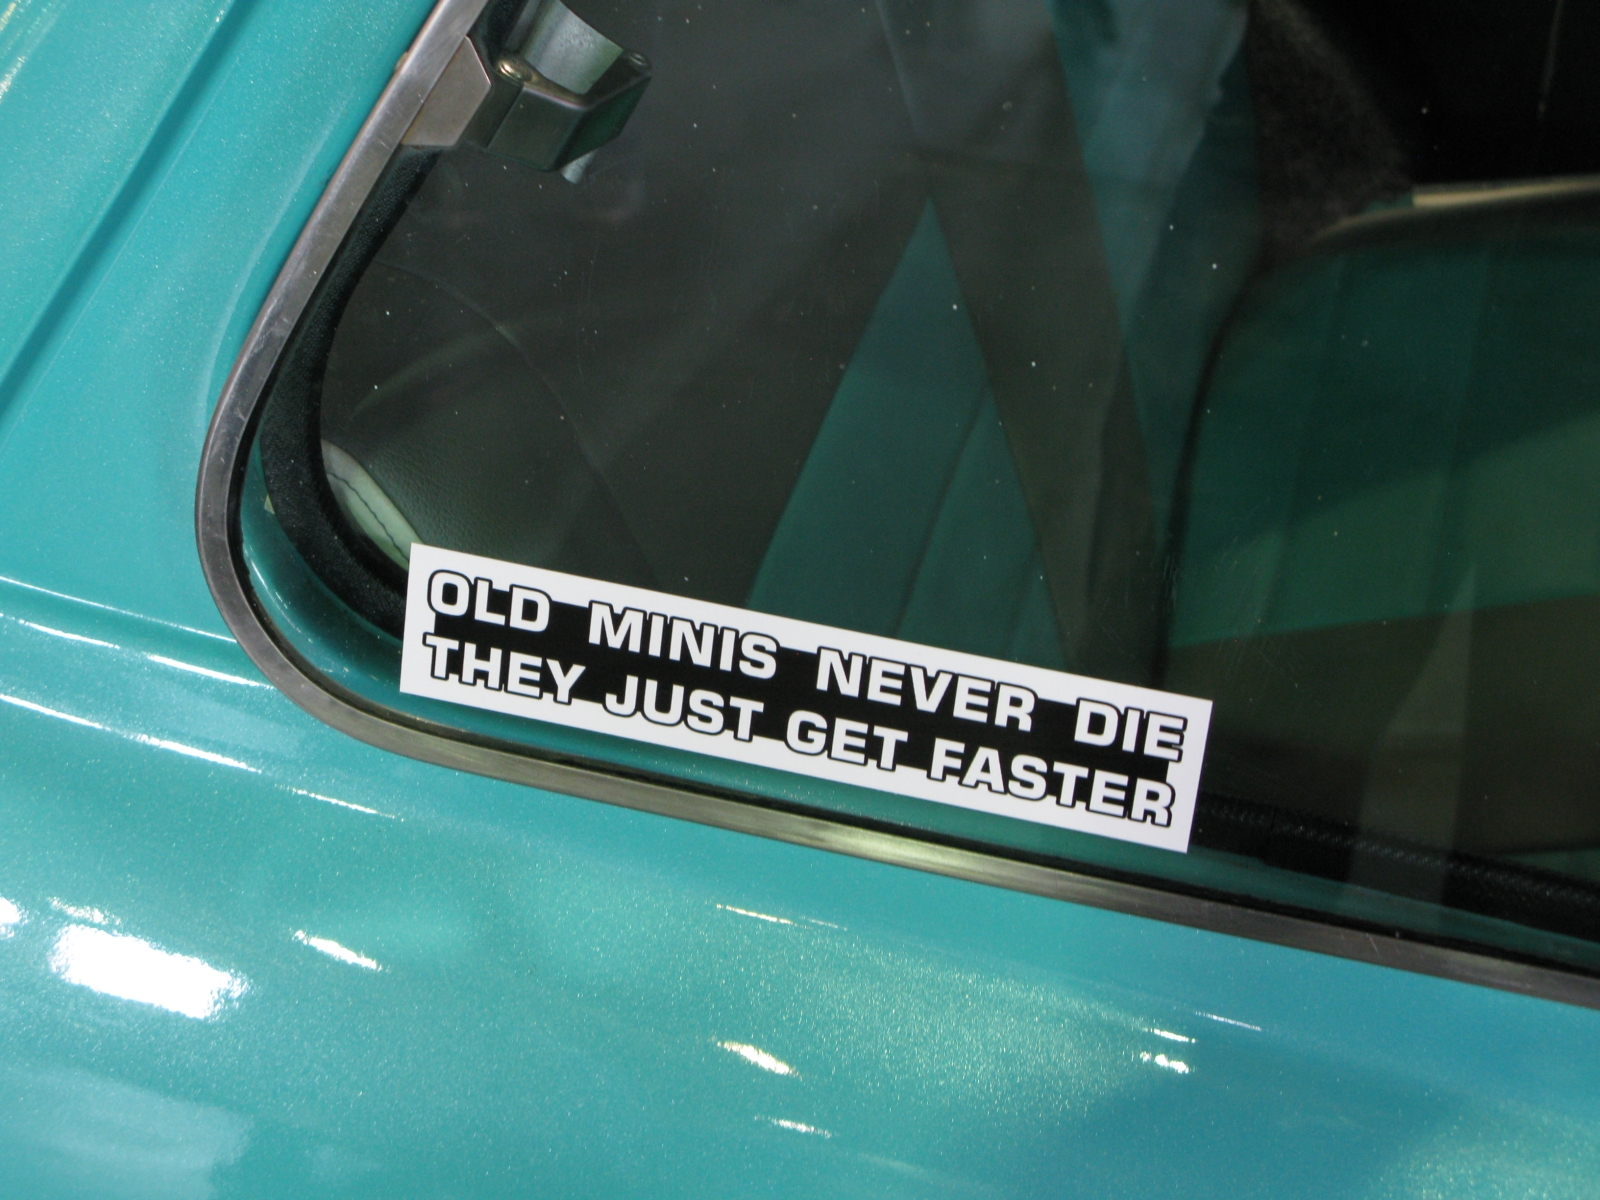 OLD MINIS NEVER DIE
THEY JUST GET FASTER